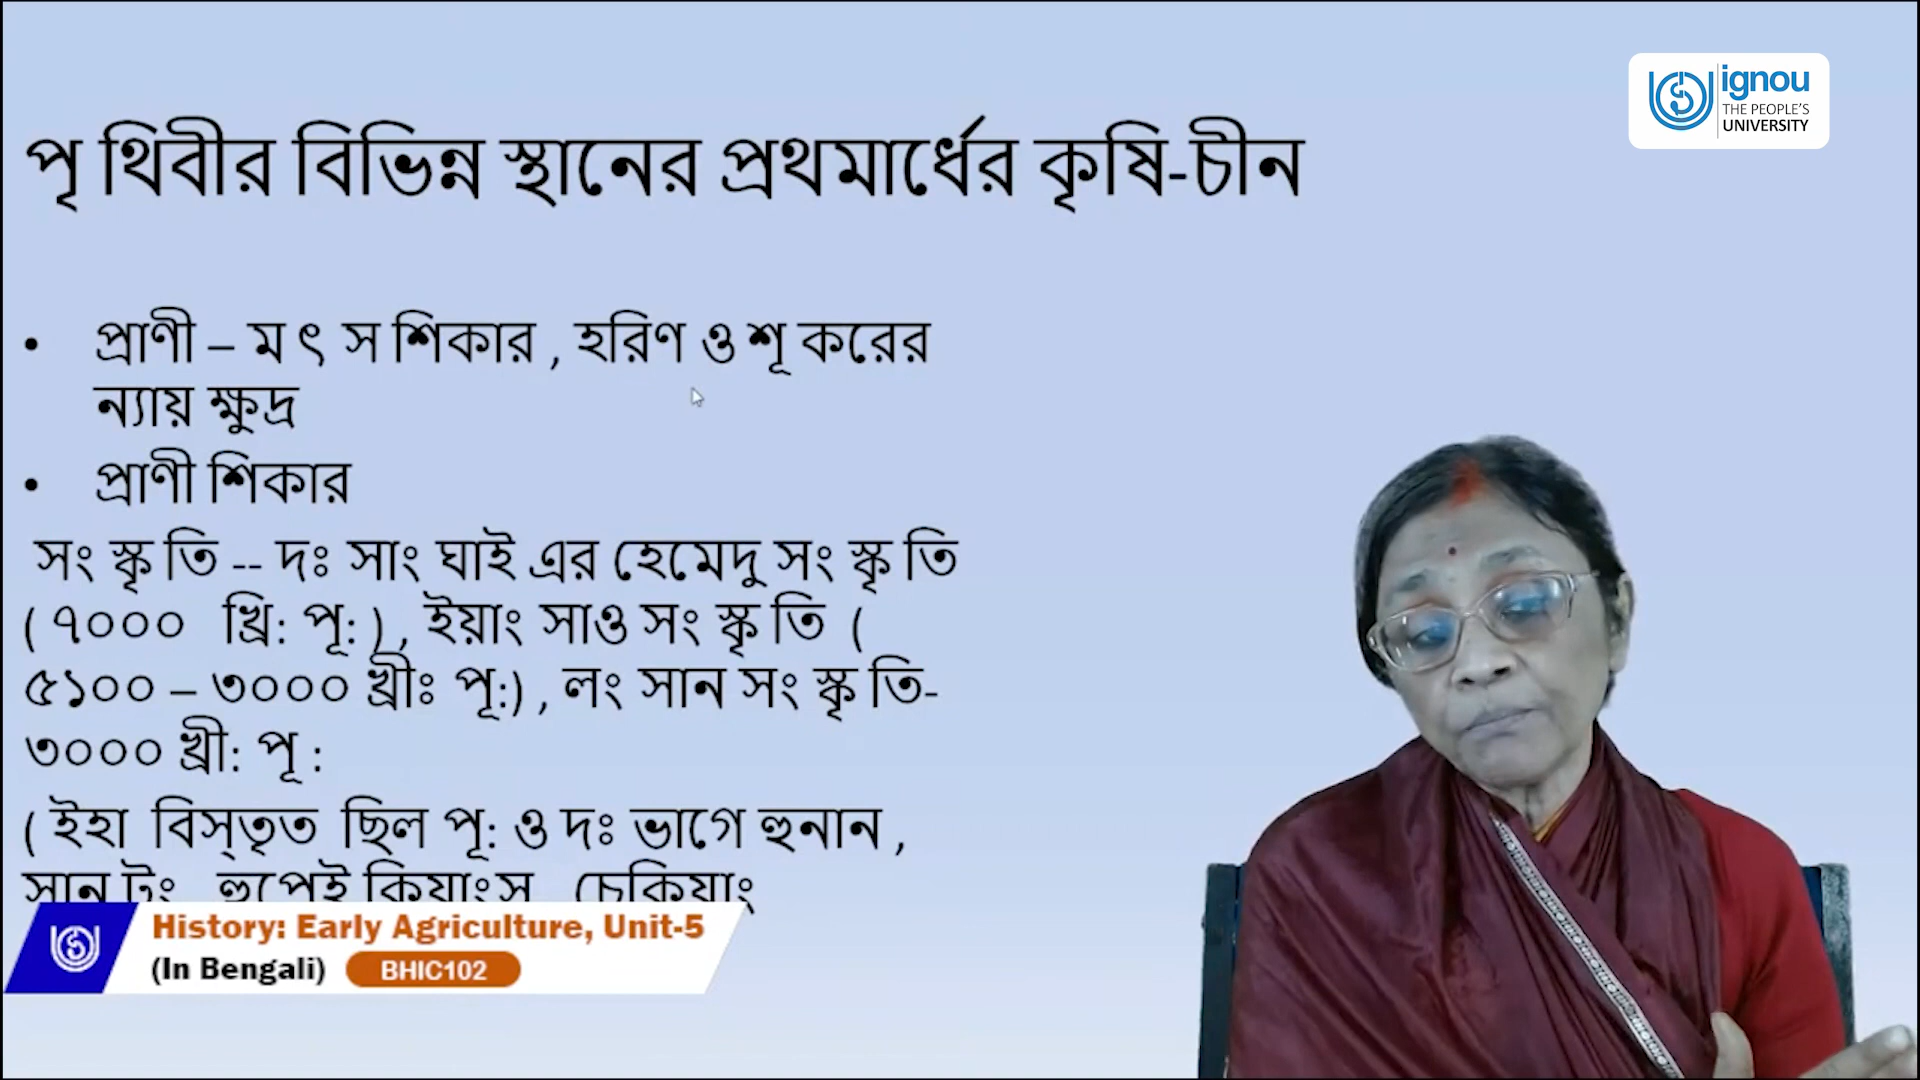 ignou
THE PEOPLE'S
UNIVERSITY
পৃথিবীর বিভিন্ন স্থানের প্রথমার্ধের কৃষি-চীন
• প্রাণী – ম ৎ স শিকার , হরিণ ও শূ করের
ন্যায় ক্ষুদ্র
• প্রাণী শিকার
সং স্কৃ তি -- দঃ সাং ঘাই এর হেমেদু সং স্কৃ তি
( ৭০০০ খ্রি: পূ: ) , ইয়াং সাও সং স্কৃ তি (
৫১০০ – ৩০০০ খ্রীঃ পূ:) , লং সান সং স্কৃ তি-
৩০০০ খ্রী: পূ :
( ইহা বিস্তৃত ছিল পূ: ও দঃ ভাগে হুনান ,
সান টং , হুপেই কিয়াংস , চেকিয়াং
History: Early Agriculture, Unit-5
(In Bengali) BHIC102